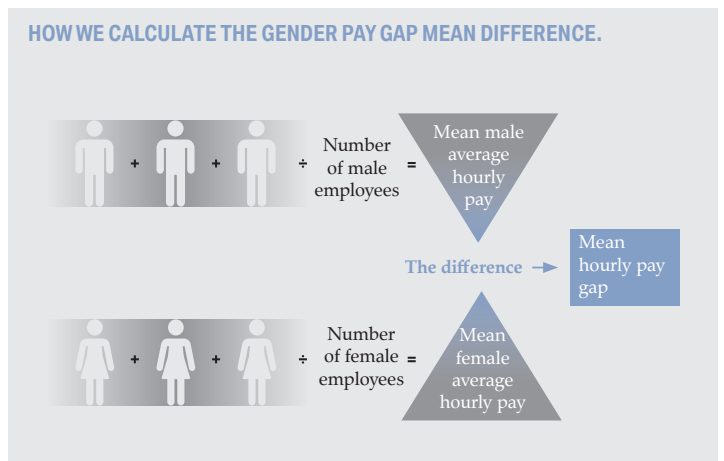 HOW WE CALCULATE THE GENDER PAY GAP MEAN DIFFERENCE.
+ + ÷
Number
of male
employees
=
Mean male
average
hourly
pay
The difference
Mean
hourly pay
gap
+ + ÷
Number
of female
employees
=
Mean
female
average
hourly pay